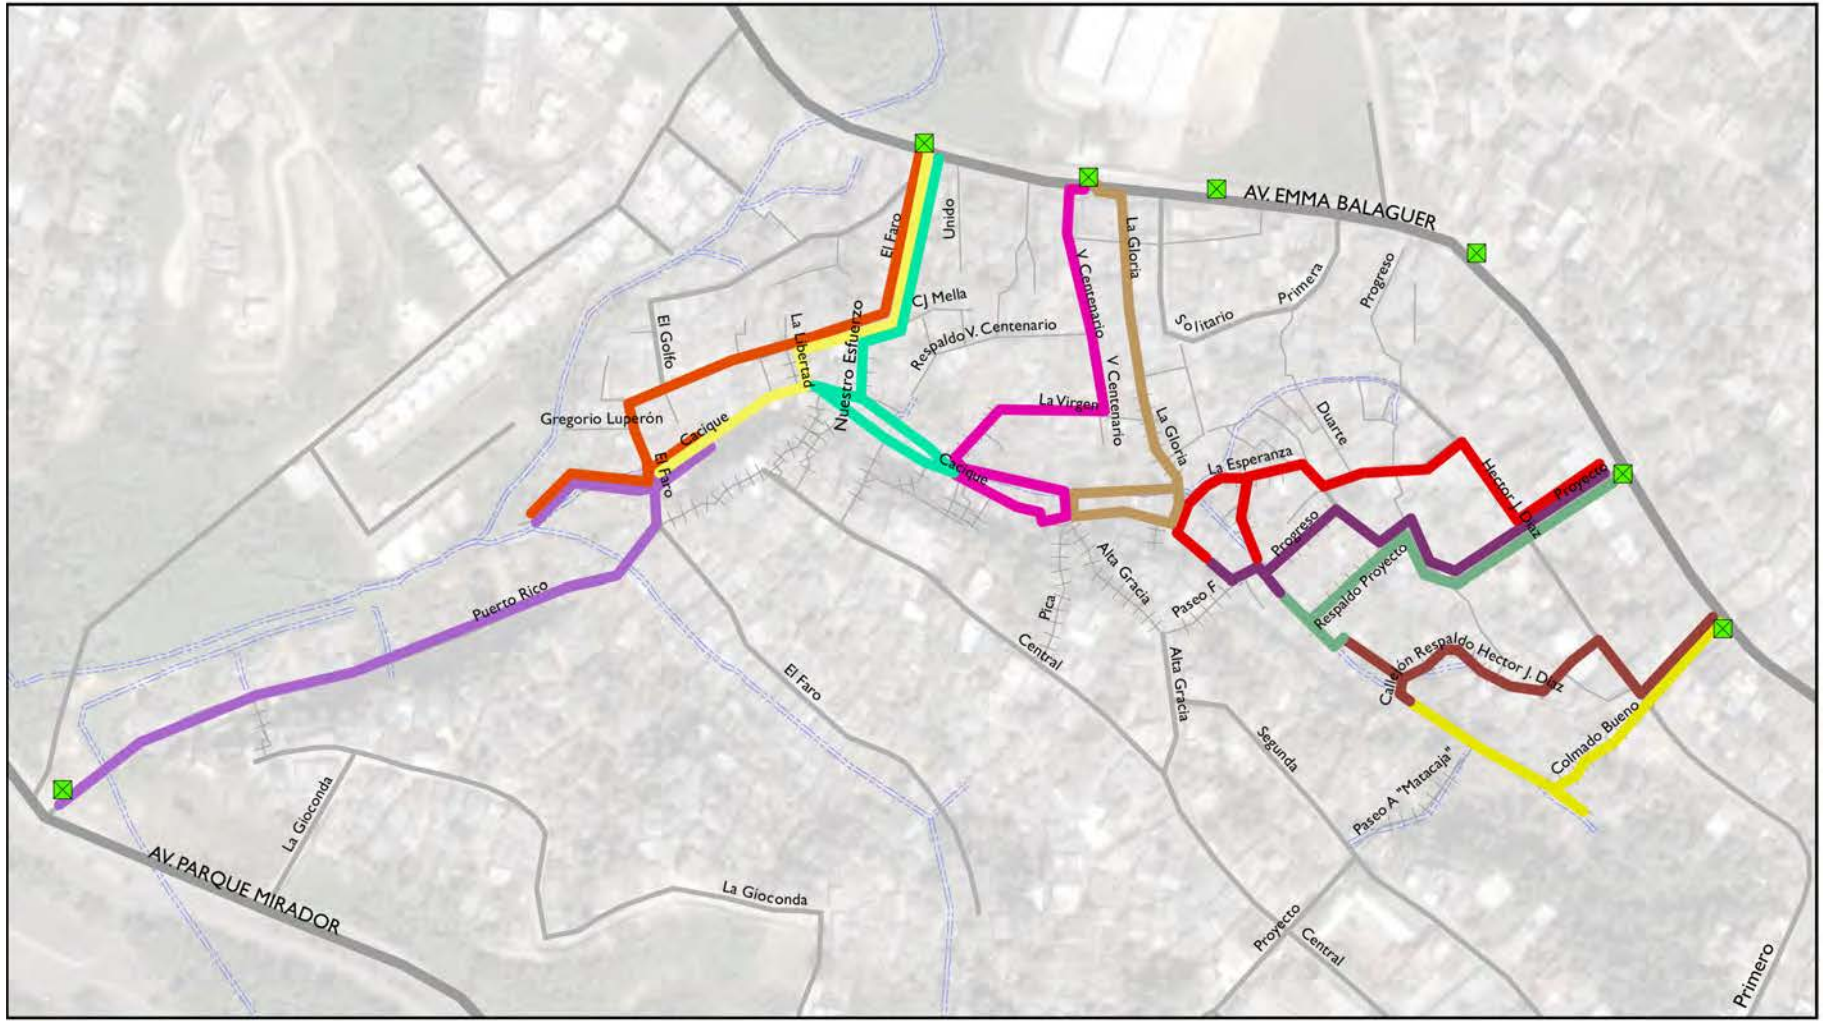 AV. EMMA BALAGUER
Unido
El Faro
La Gloria
V Centenario
Progreso
Primera
CJ Mella
Solitario
El Golfo
La Libertad
Nuestro Esfuerzo
Respaldo V. Centenario
V Centenario
La Virgen
Gregorio Luperón
Cacique
La Gloria
Duarte
El Faro
Cacique
La Esperanza
Hector J. Diaz
Proyecto
Progreso
Alta Gracia
Respaldo Proyecto
Paseo F
Puerto Rico
Pica
Central
Callejón Respaldo Hector J. Diaz
El Faro
Alta Gracia
Segunda
Colmado Bueno
Paseo A "Matacaja"
La Gioconda
AV. PARQUE MIRADOR
La Gioconda
Proyecto
Central
Primero